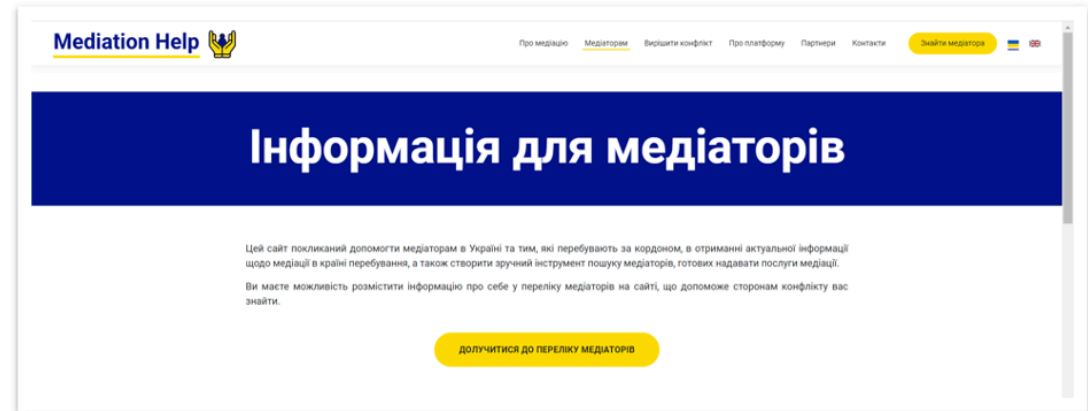 Mediation Help
Про медіацію Медіаторам Вирішити конфлікт Про платформу Партнери Контакти Знайти медіатора
Інформація для медіаторів
Цей сайт покликаний допомогти медіаторам в Україні та тим, які перебувають за кордоном, в отриманні актуальної інформації
щодо медіації в країні перебування, а також створити зручний інструмент пошуку медіаторів, готових надавати послуги медіації.
Ви маєте можливість розмістити інформацію про себе у переліку медіаторів на сайті, що допоможе сторонам конфлікту вас
знайти.
ДОЛУЧИТИСЯ ДО ПЕРЕЛІКУ МЕДІАТОРІВ